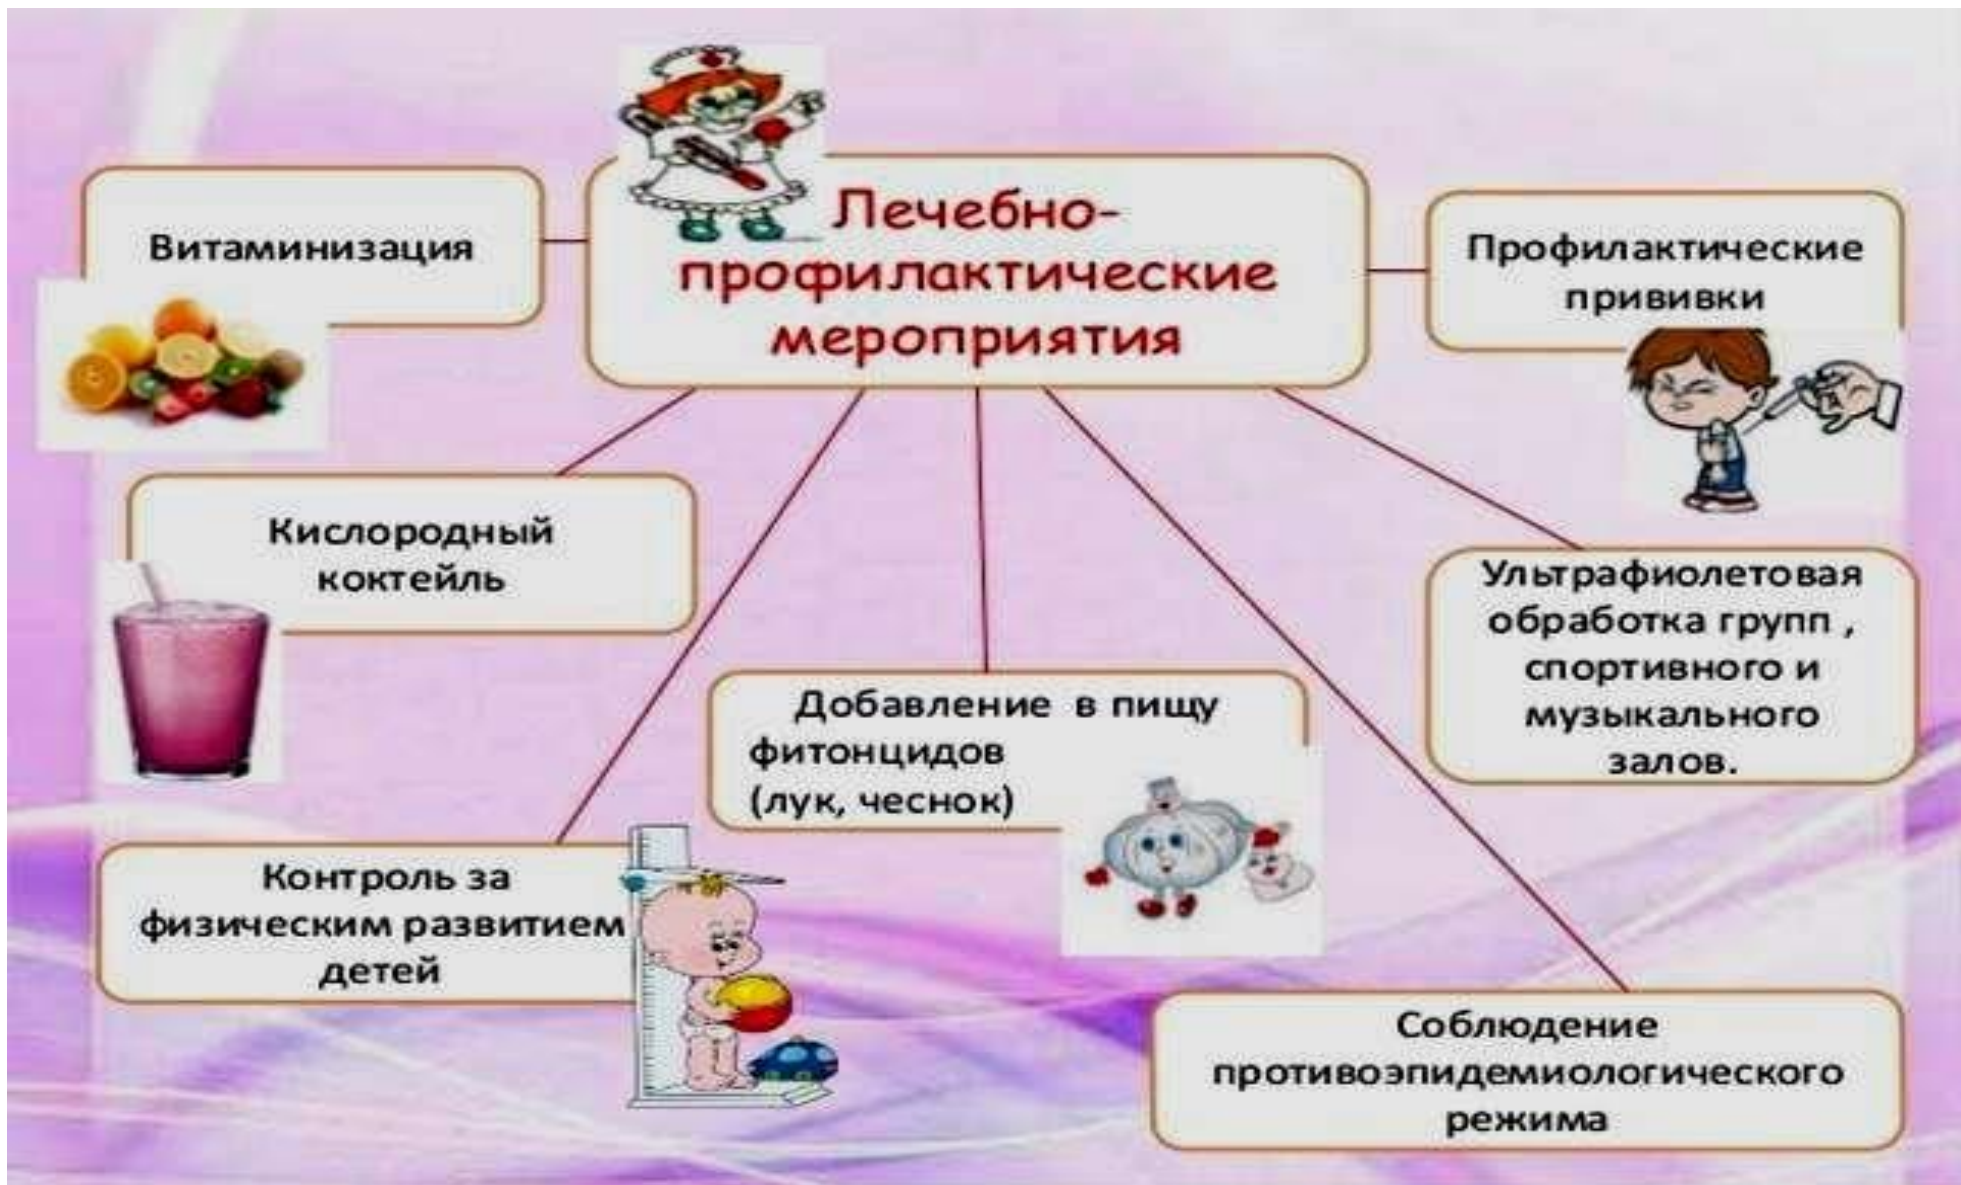 Лечебно-
профилактические
мероприятия
Витаминизация
Профилактические
прививки
Кислородный
коктейль
Ультрафиолетовая
обработка групп ,
спортивного и
музыкального
залов.
Добавление в пищу
фитонцидов
(лук, чеснок)
Контроль за
физическим развитием
детей
Соблюдение
противоэпидемиологического
режима